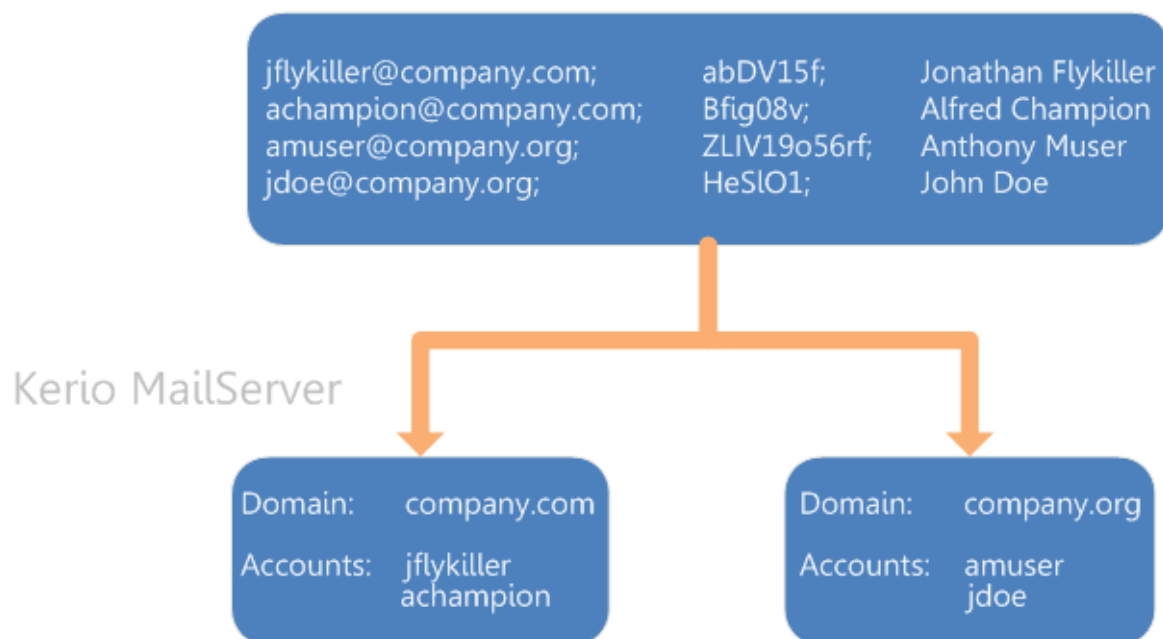 jflykiller@company.com; abDV15f; Jonathan Flykiller
achampion@company.com; Bfig08v; Alfred Champion
amuser@company.org; ZLIV19o56rf; Anthony Muser
jdoe@company.org; HeSlO1; John Doe
Kerio MailServer
Domain: company.com
Accounts: jflykiller
achampion
Domain: company.org
Accounts: amuser
jdoe